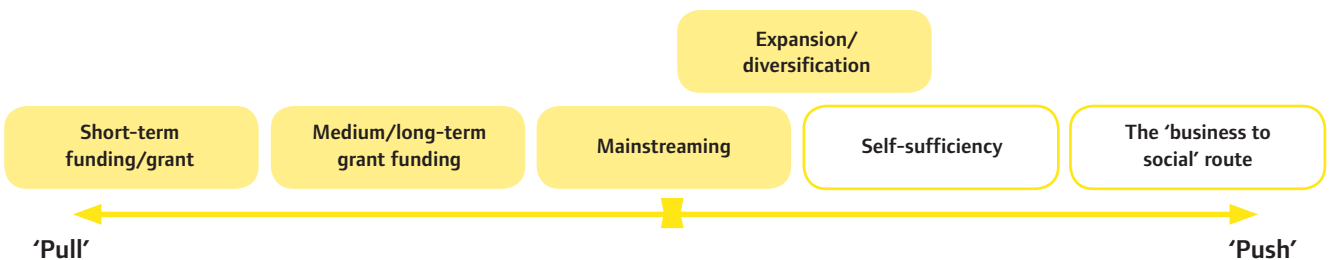 Expansion/
diversification
Short-term
funding/grant
Medium/long-term
grant funding
Mainstreaming
Self-sufficiency
The ‘business to
social’ route
‘Pull’
‘Push’